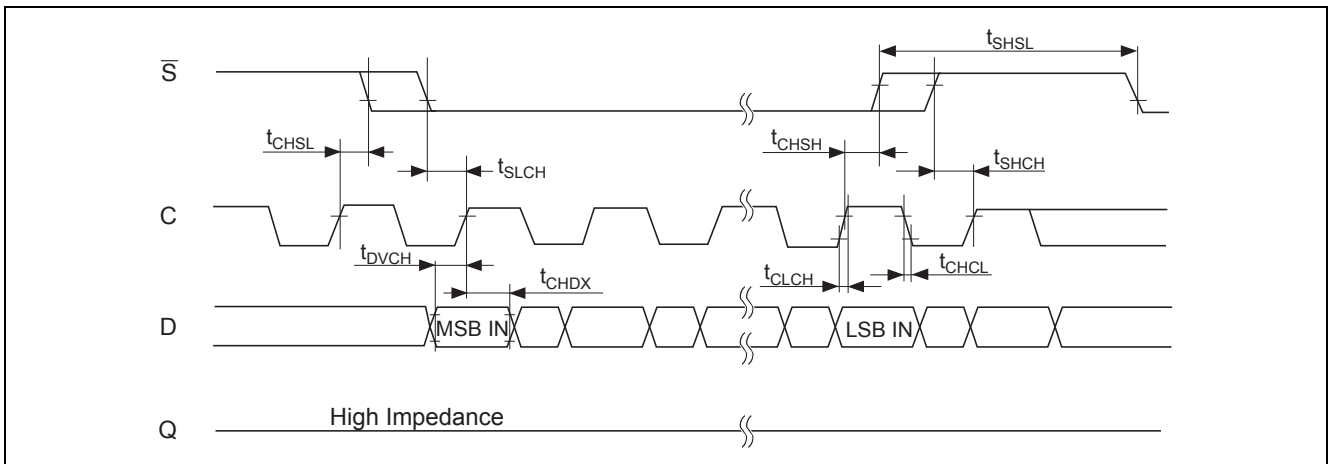 tSHSL
S̅
tCHSL
tSLCH
tCHSH
tSHCH
C
tDVCH
tCHDX
tCLCH
tCHCL
D
MSB IN
LSB IN
Q
High Impedance